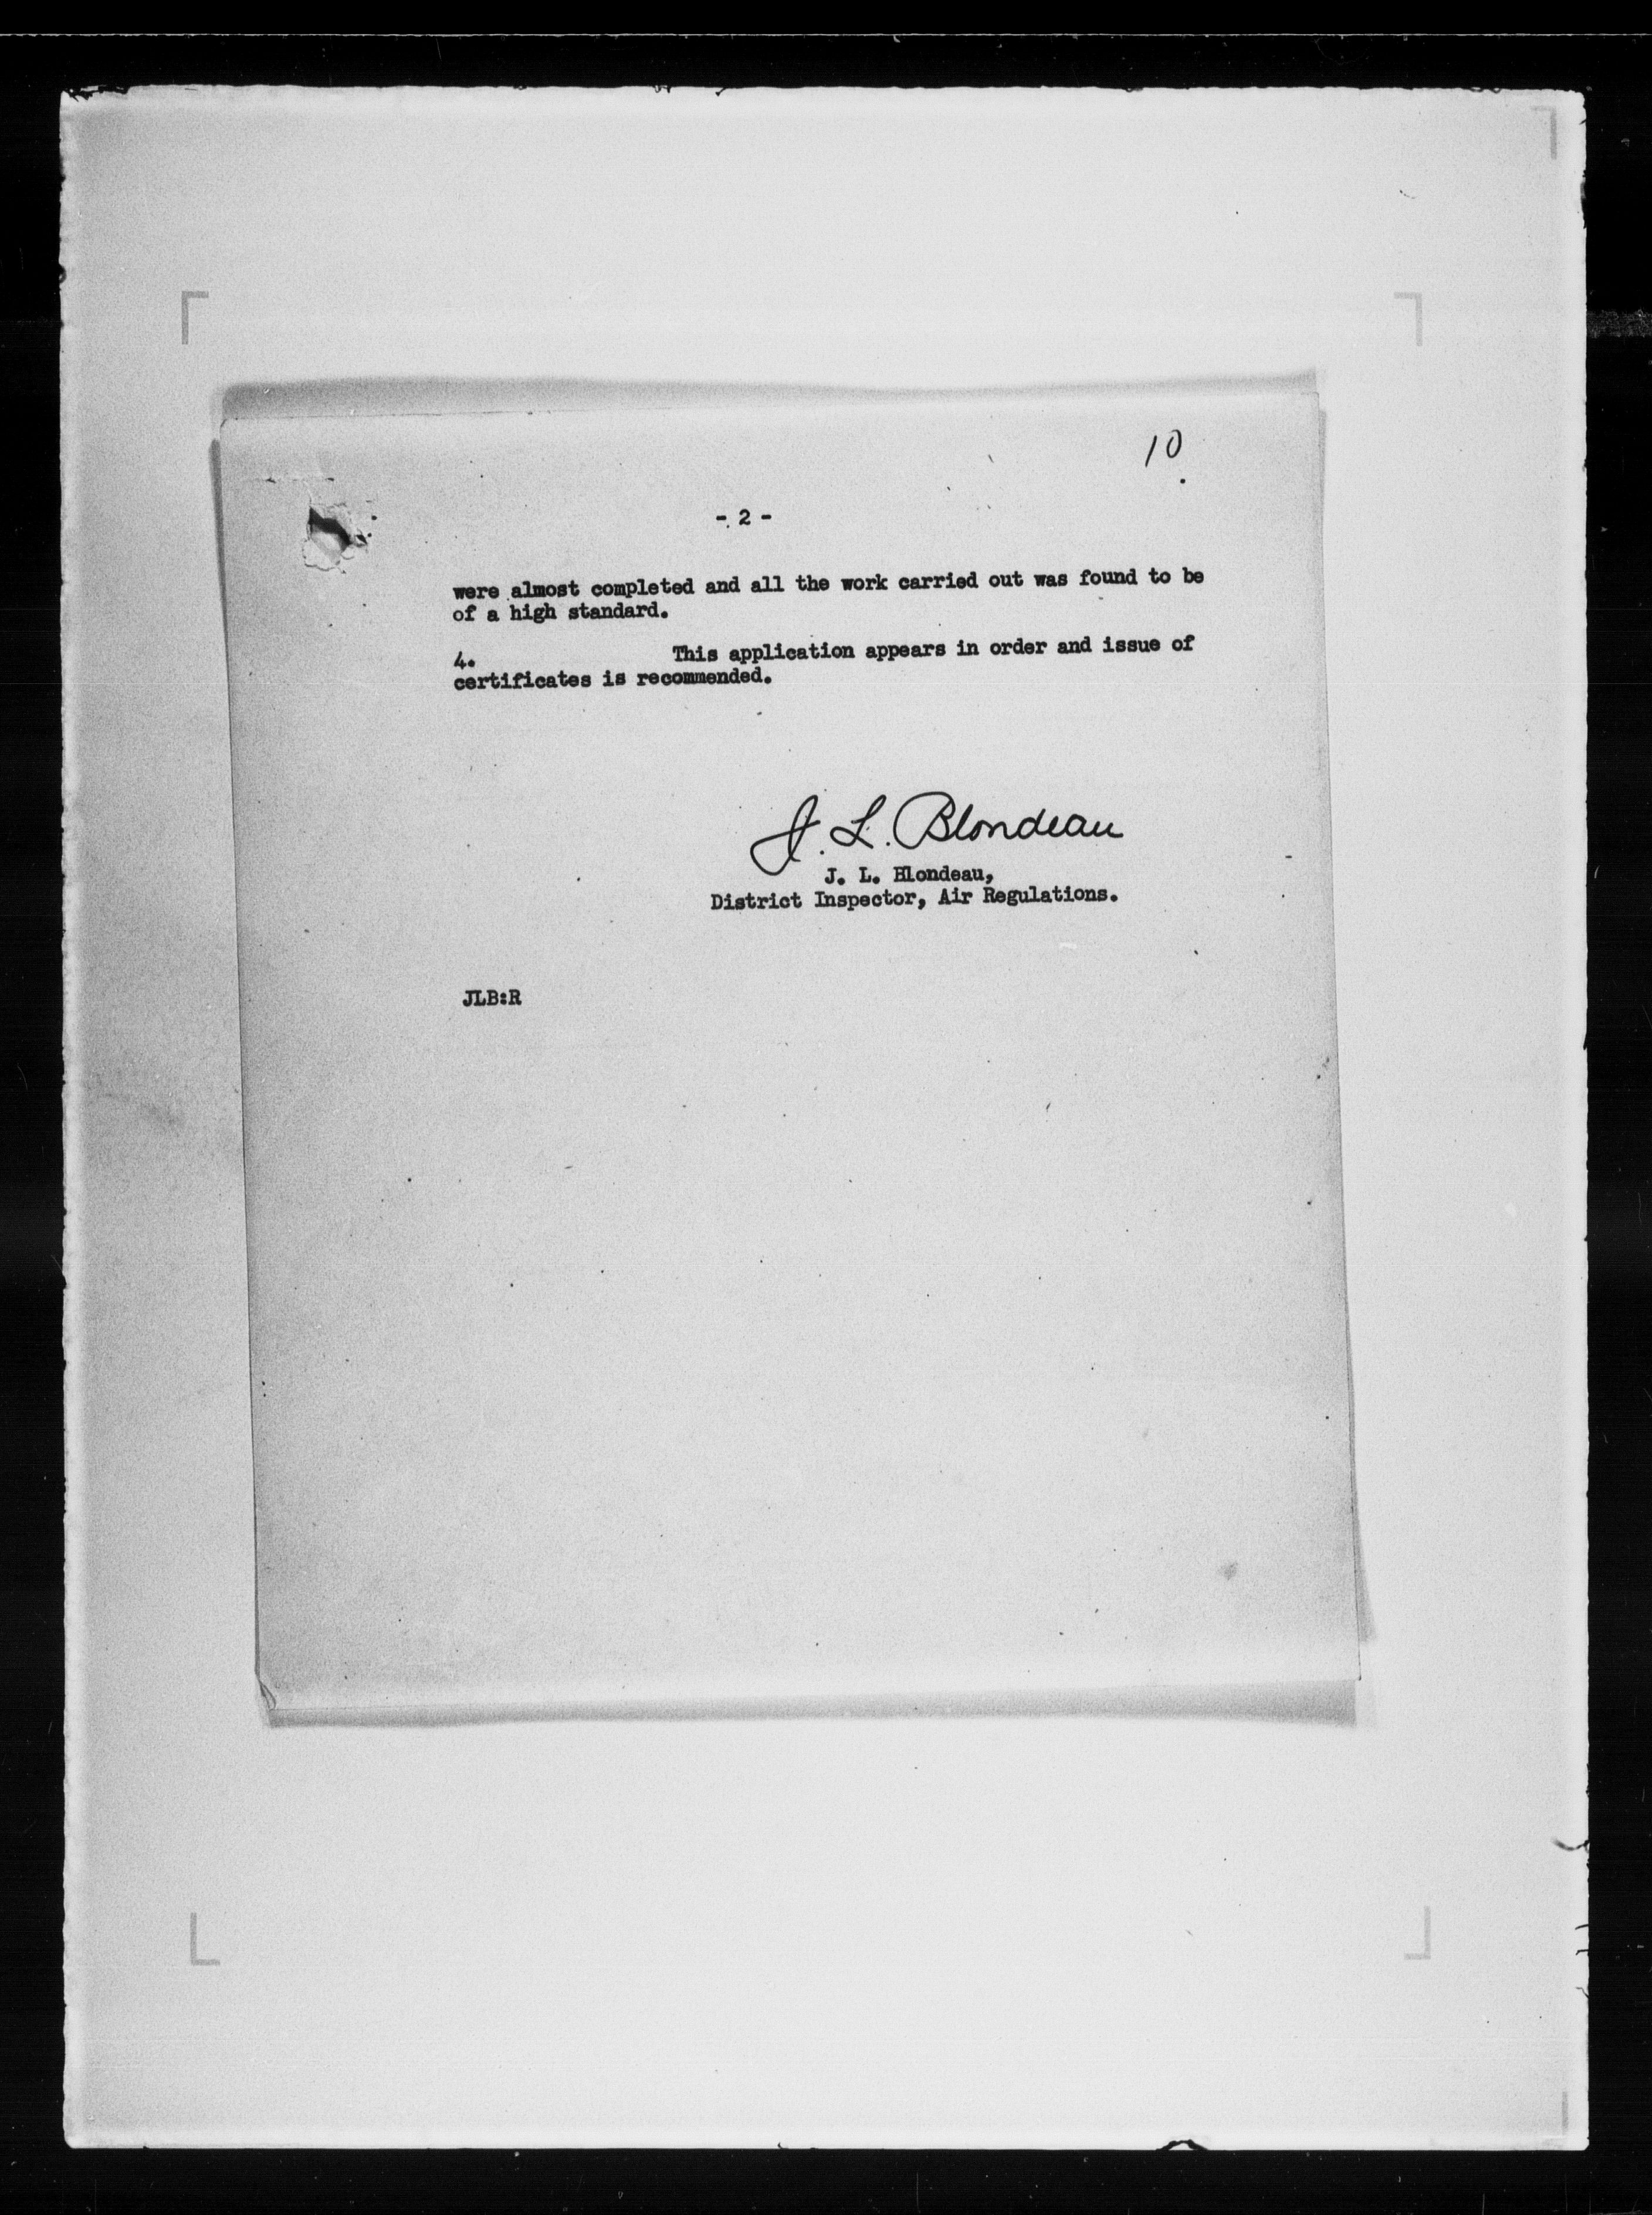 10
- 2 -
were almost completed and all the work carried out was found to be
of a high standard.
4. This application appears in order and issue of
certificates is recommended.
J. L. Blondeau
J. L. Blondeau,
District Inspector, Air Regulations.
JLB:R